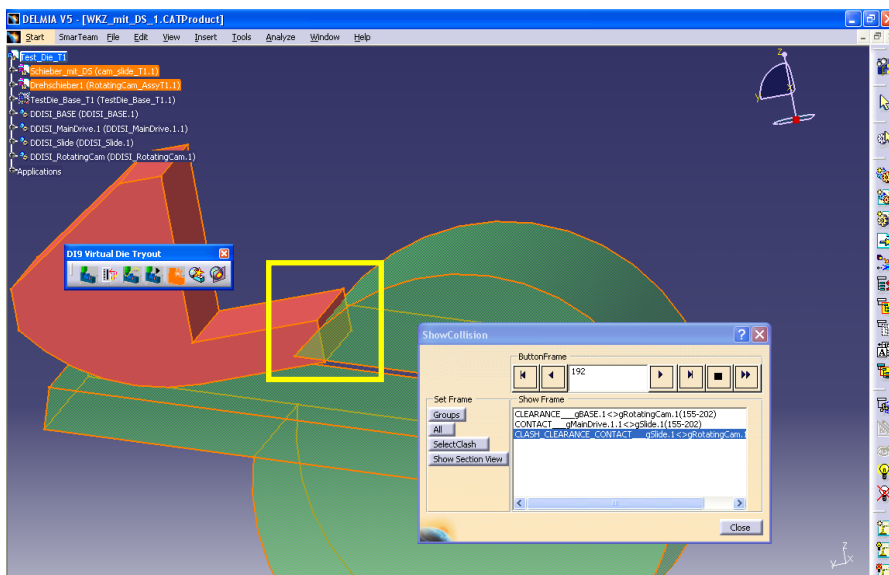 DELMIA V5 - [WKZ_mit_DS_1.CATProduct]
Start SmarTeam File Edit View Insert Tools Analyze Window Help
Test_Die_T1
Schieber_mit_DS (cam_slide_T1.1)
Drehschieber1 (RotatingCam_AssyT1.1)
TestDie_Base_T1 (TestDie_Base_T1.1)
DDISI_BASE (DDISI_BASE.1)
DDISI_MainDrive.1 (DDISI_MainDrive.1.1)
DDISI_Slide (DDISI_Slide.1)
DDISI_RotatingCam (DDISI_RotatingCam.1)
Applications
z
y
x
DI9 Virtual Die Tryout
ShowCollision
ButtonFrame
192
Set Frame
Show Frame
Groups
All
SelectClash
Show Section View
CLEARANCE___gBASE.1<>gRotatingCam.1(155-202)
CONTACT___gMainDrive.1.1<>gSlide.1(155-202)
CLASH_CLEARANCE_CONTACT___gSlide.1<>gRotatingCam.1
Close
z
y
x